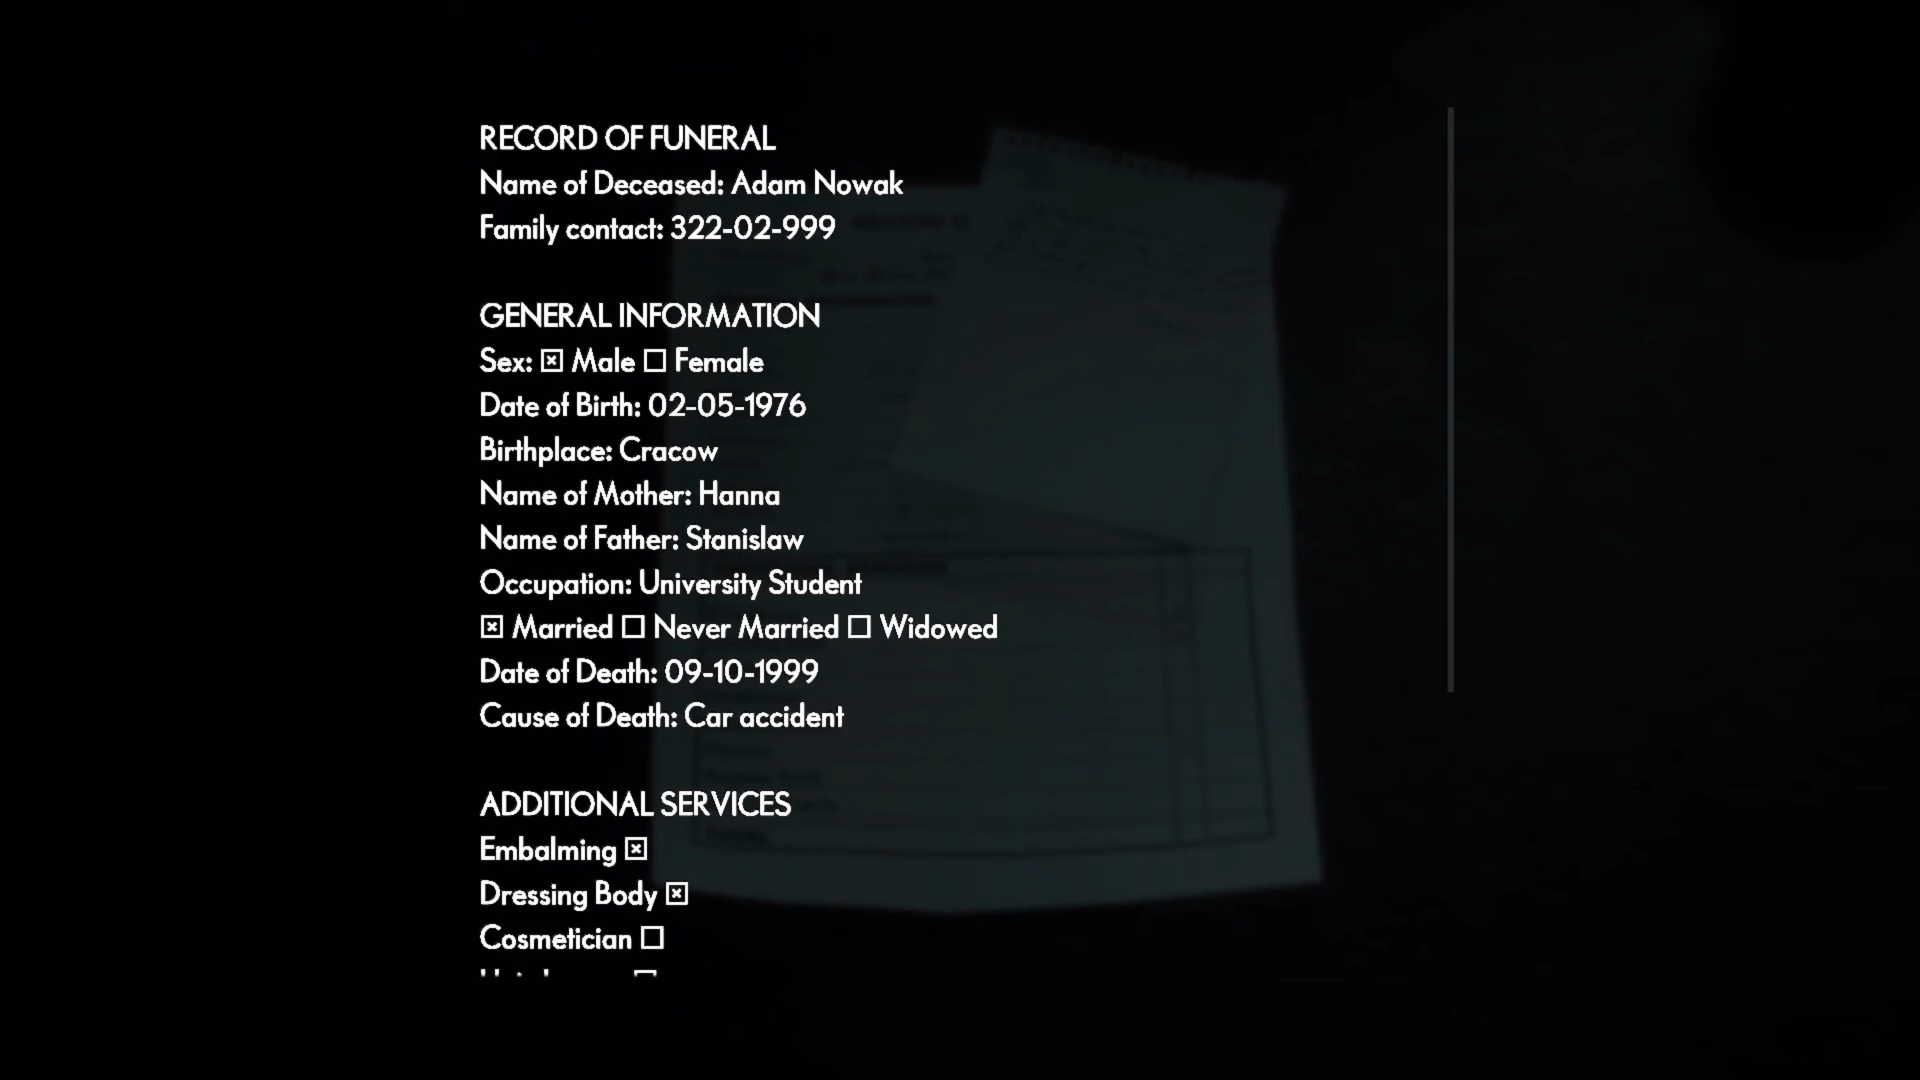 RECORD OF FUNERAL
Name of Deceased: Adam Nowak
Family contact: 322-02-999
GENERAL INFORMATION
Sex: ☒ Male ☐ Female
Date of Birth: 02-05-1976
Birthplace: Cracow
Name of Mother: Hanna
Name of Father: Stanislaw
Occupation: University Student
☒ Married ☐ Never Married ☐ Widowed
Date of Death: 09-10-1999
Cause of Death: Car accident
ADDITIONAL SERVICES
Embalming ☒
Dressing Body ☒
Cosmetician ☐